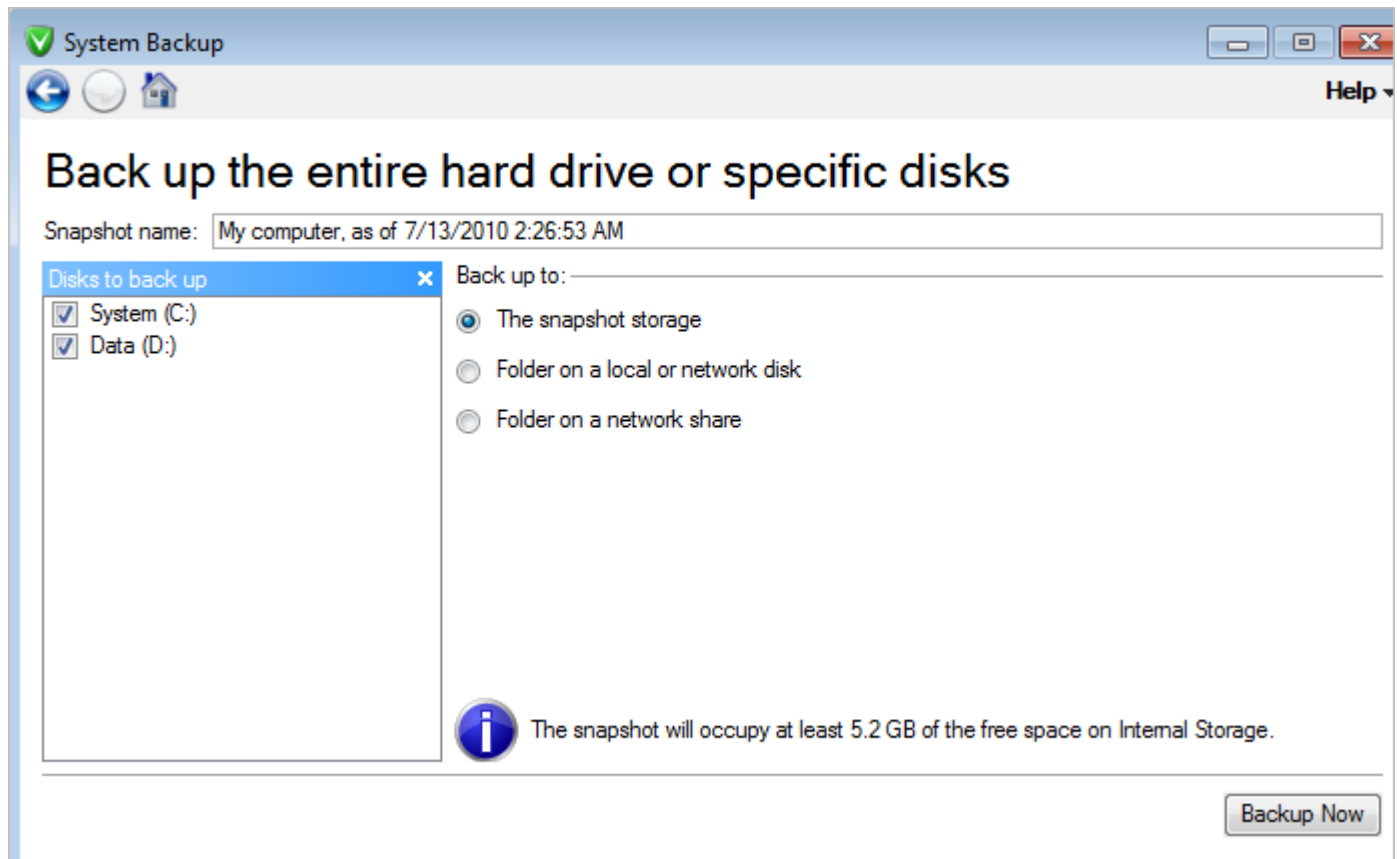 System Backup
Help
Back up the entire hard drive or specific disks
Snapshot name: My computer, as of 7/13/2010 2:26:53 AM
Disks to back up
System (C:)
Data (D:)
Back up to:
The snapshot storage
Folder on a local or network disk
Folder on a network share
The snapshot will occupy at least 5.2 GB of the free space on Internal Storage.
Backup Now